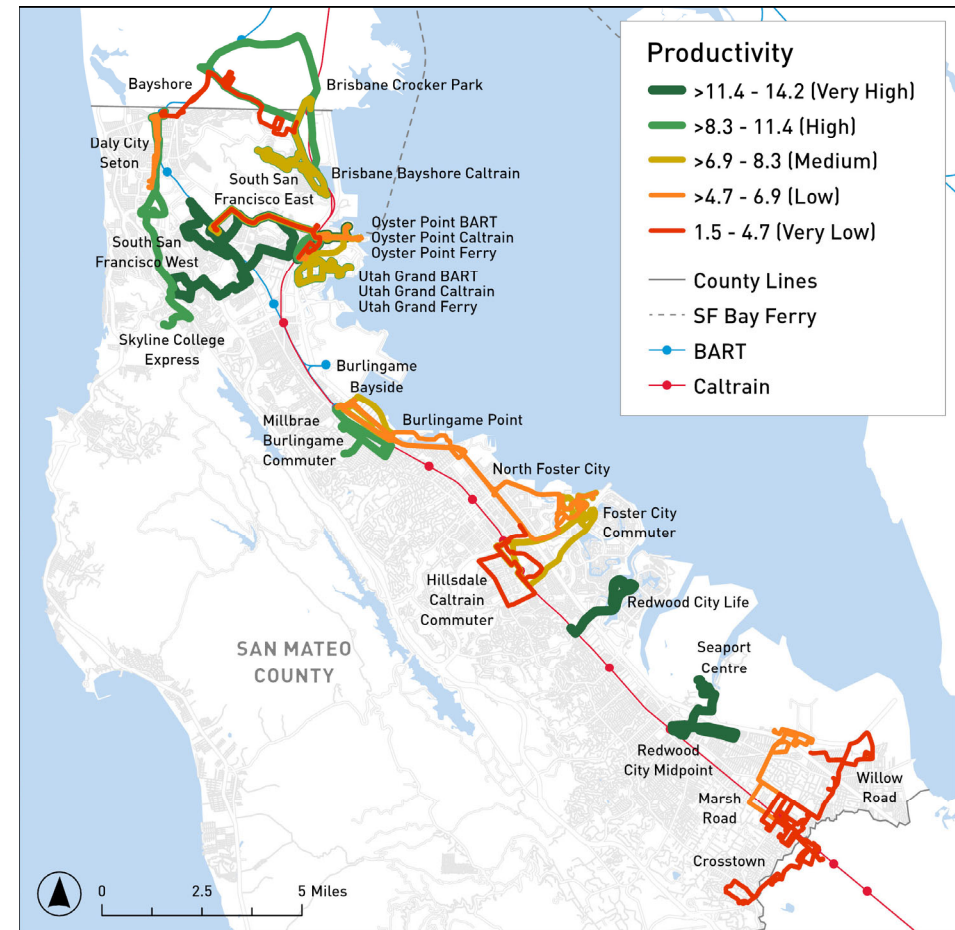 Productivity
>11.4 - 14.2 (Very High)
>8.3 - 11.4 (High)
>6.9 - 8.3 (Medium)
>4.7 - 6.9 (Low)
1.5 - 4.7 (Very Low)
County Lines
SF Bay Ferry
BART
Caltrain
Bayshore
Brisbane Crocker Park
Daly City
Seton
Brisbane Bayshore Caltrain
South San
Francisco East
Oyster Point BART
Oyster Point Caltrain
Oyster Point Ferry
South San
Francisco West
Utah Grand BART
Utah Grand Caltrain
Utah Grand Ferry
Skyline College
Express
Burlingame
Bayside
Millbrae
Burlingame
Commuter
Burlingame Point
North Foster City
Foster City
Commuter
Hillsdale
Caltrain
Commuter
Redwood City Life
SAN MATEO
COUNTY
Seaport
Centre
Redwood
City Midpoint
Willow
Road
Marsh
Road
Crosstown
0 2.5 5 Miles